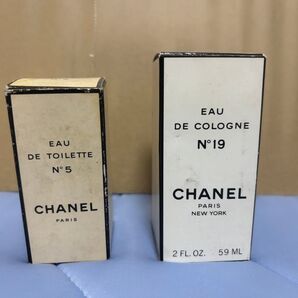 EAU
DE TOILETTE
N°5
CHANEL
PARIS
EAU
DE COLOGNE
N°19
CHANEL
PARIS
NEW YORK
2 FL. OZ. 59 ML